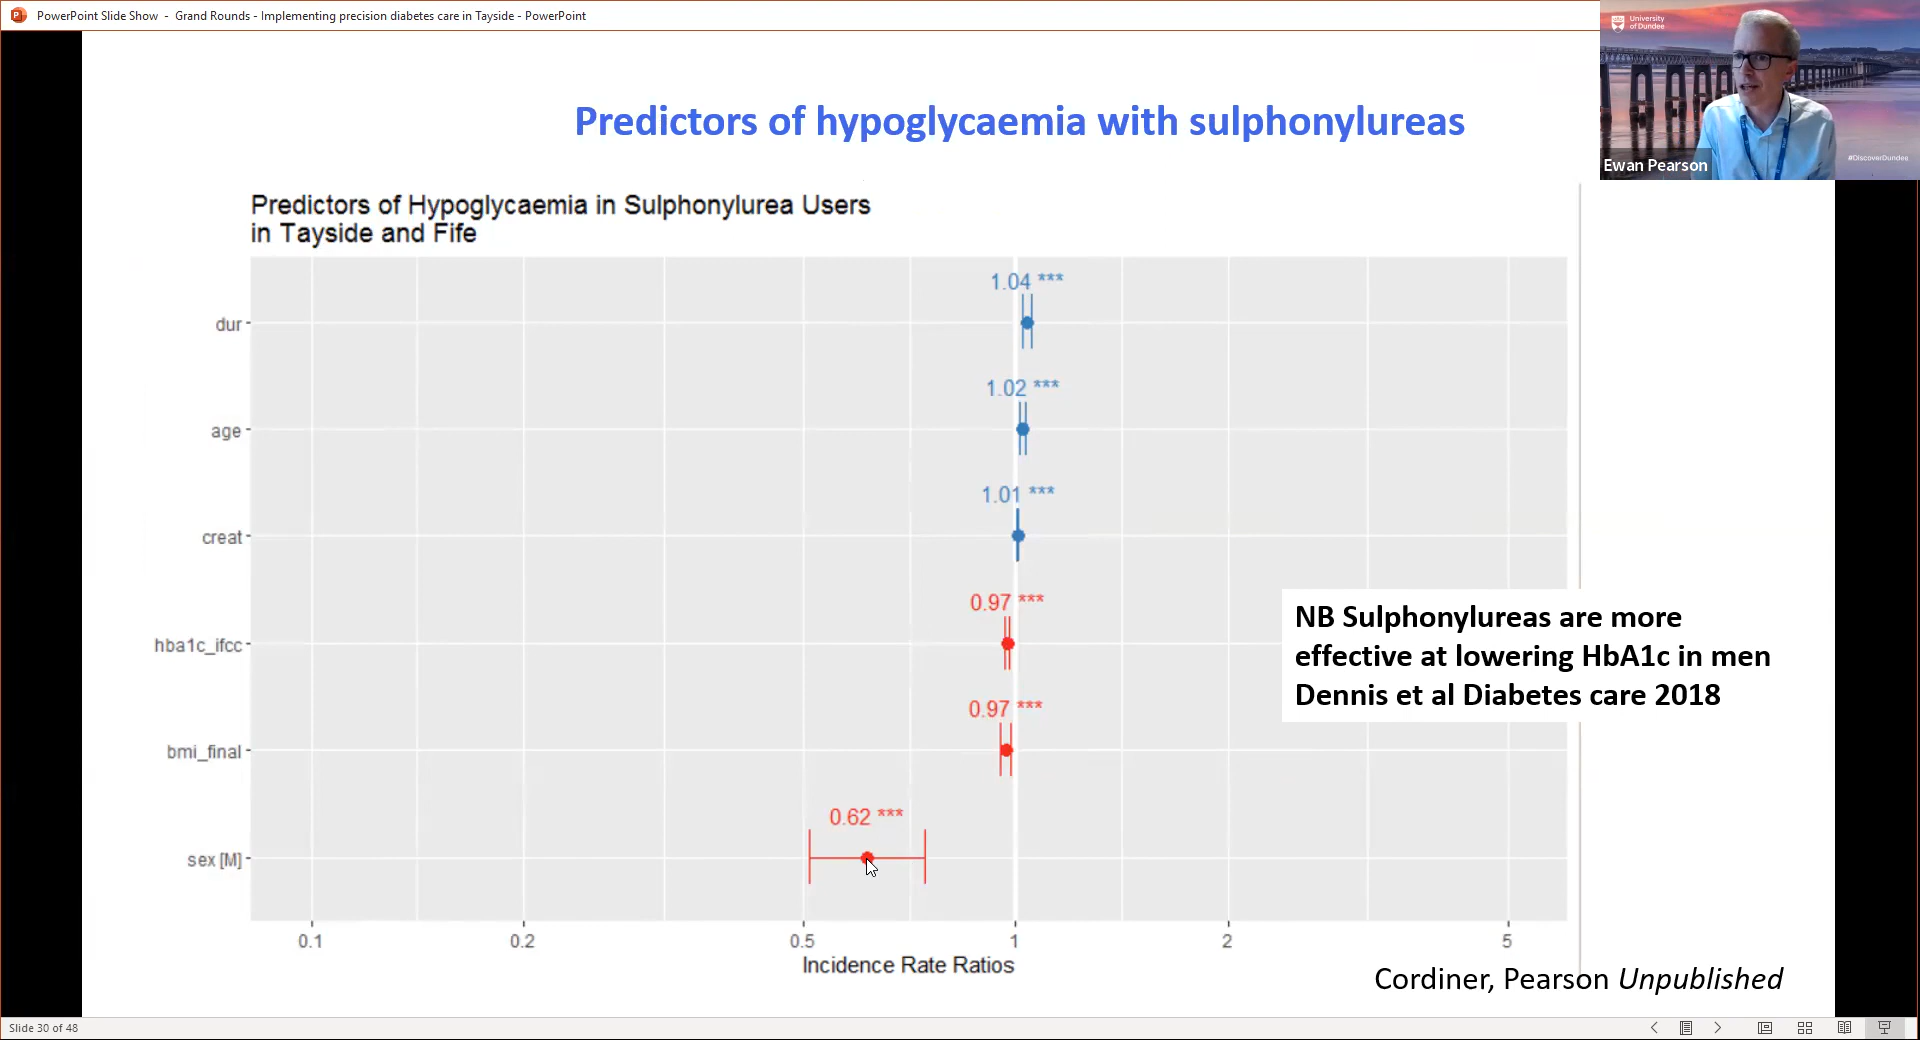 PowerPoint Slide Show - Grand Rounds - Implementing precision diabetes care in Tayside - PowerPoint
University
of Dundee
#DiscoverDundee
Ewan Pearson
Predictors of hypoglycaemia with sulphonylureas
Predictors of Hypoglycaemia in Sulphonylurea Users
in Tayside and Fife
1.04 ***
dur
1.02 ***
age
1.01 ***
creat
0.97 ***
hba1c_ifcc
0.97 ***
bmi_final
0.62 ***
sex [M]
0.1 0.2 0.5 1 2 5
Incidence Rate Ratios
NB Sulphonylureas are more
effective at lowering HbA1c in men
Dennis et al Diabetes care 2018
Cordiner, Pearson Unpublished
Slide 30 of 48